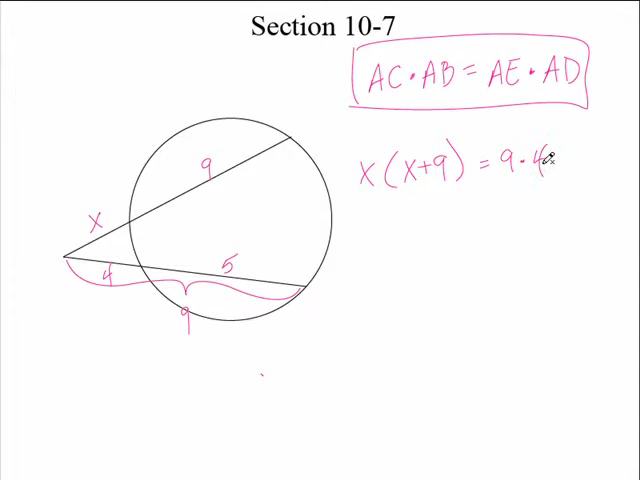 Section 10-7
AC·AB = AE·AD
x(x+9) = 9·4
9
x
4
5
9